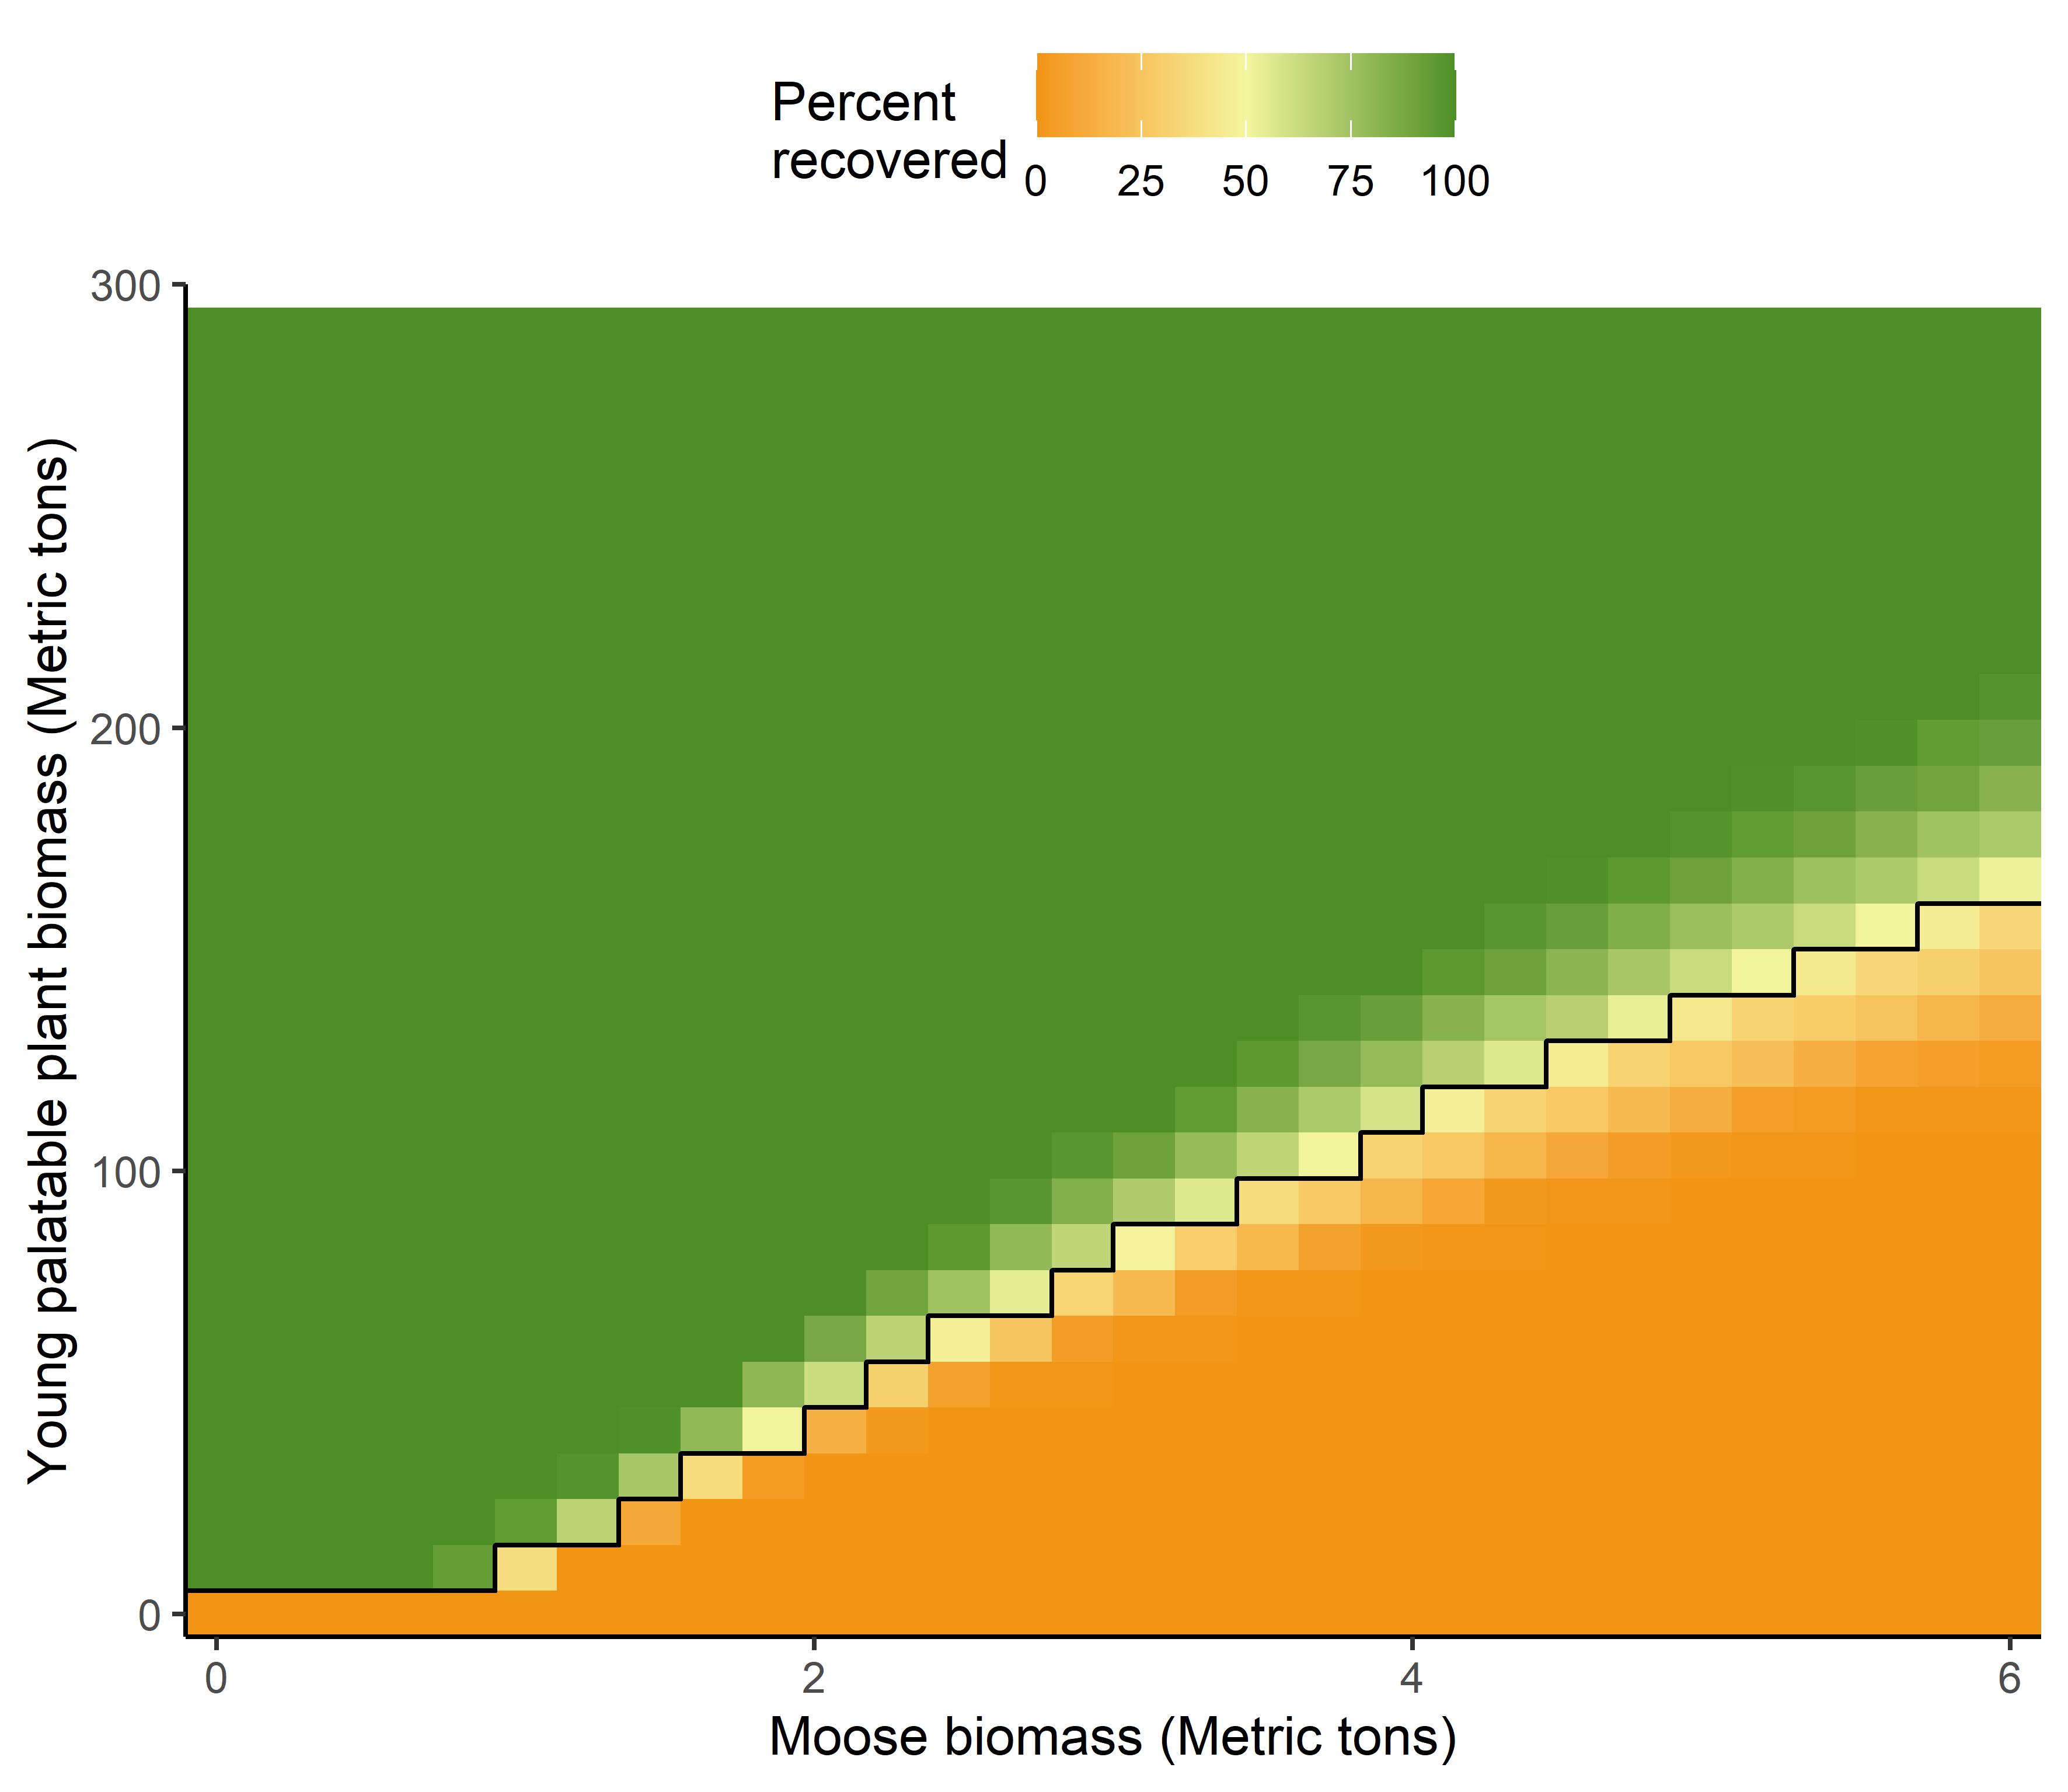 Percent
recovered
0 25 50 75 100
300
200
100
0
Young palatable plant biomass (Metric tons)
0 2 4 6
Moose biomass (Metric tons)